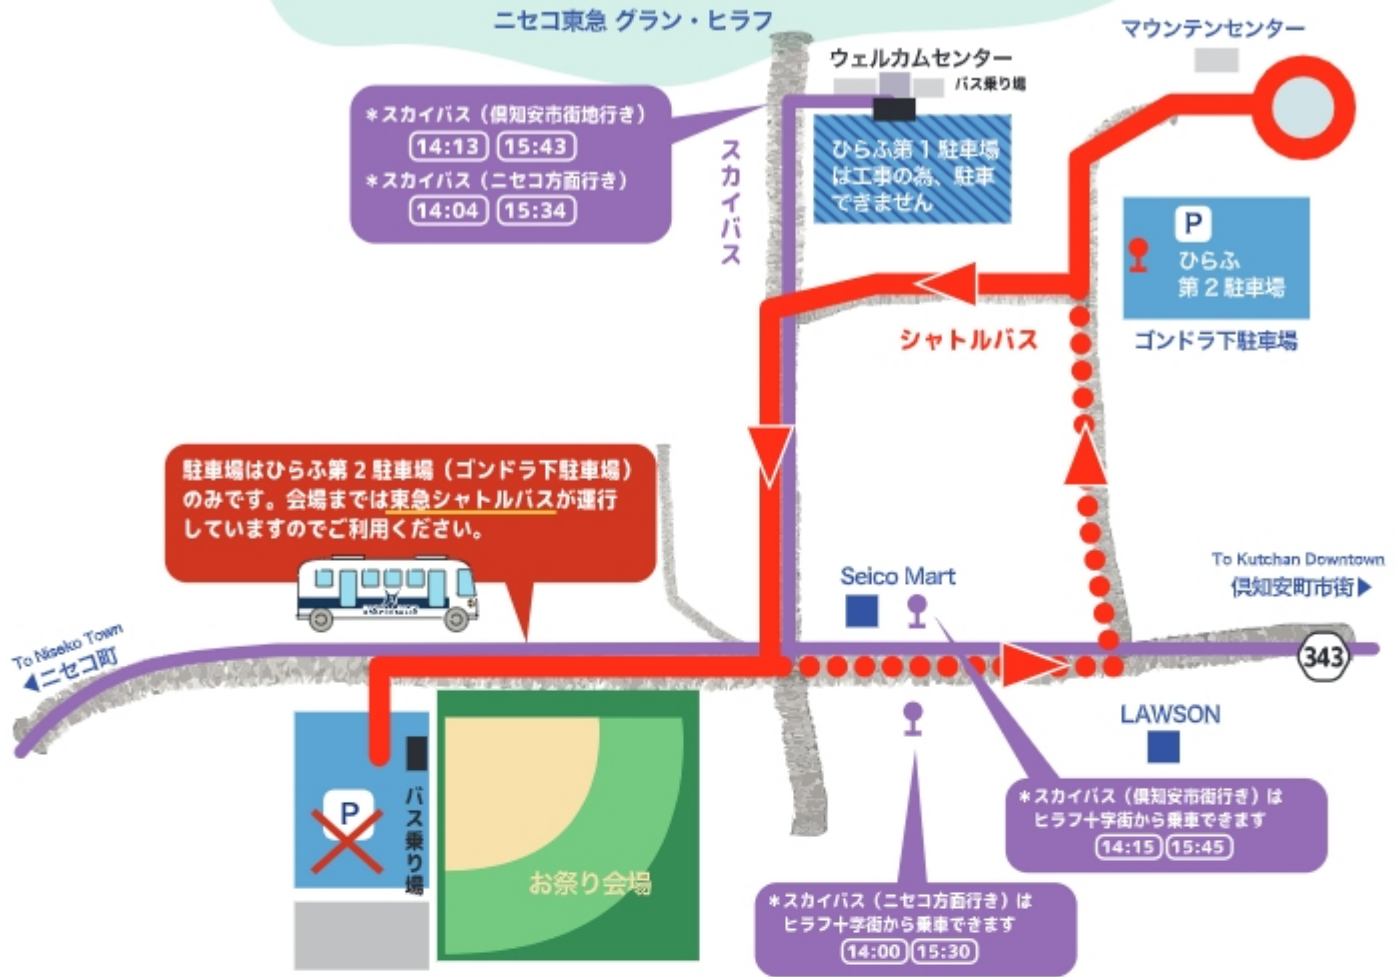 ニセコ東急 グラン・ヒラフ
マウンテンセンター
ウェルカムセンター
バス乗り場
＊スカイバス（倶知安市街地行き）
14:13 15:43
＊スカイバス（ニセコ方面行き）
14:04 15:34
スカイバス
ひらふ第1駐車場
は工事の為、駐車
できません
P
ひらふ
第2駐車場
ゴンドラ下駐車場
シャトルバス
駐車場はひらふ第2駐車場（ゴンドラ下駐車場）
のみです。会場までは東急シャトルバスが運行
していますのでご利用ください。
Seico Mart
To Kutchan Downtown
倶知安町市街▶
To Niseko Town
◀ニセコ町
343
LAWSON
P
バス乗り場
お祭り会場
＊スカイバス（倶知安市街行き）は
ヒラフ十字街から乗車できます
14:15 15:45
＊スカイバス（ニセコ方面行き）は
ヒラフ十字街から乗車できます
14:00 15:30